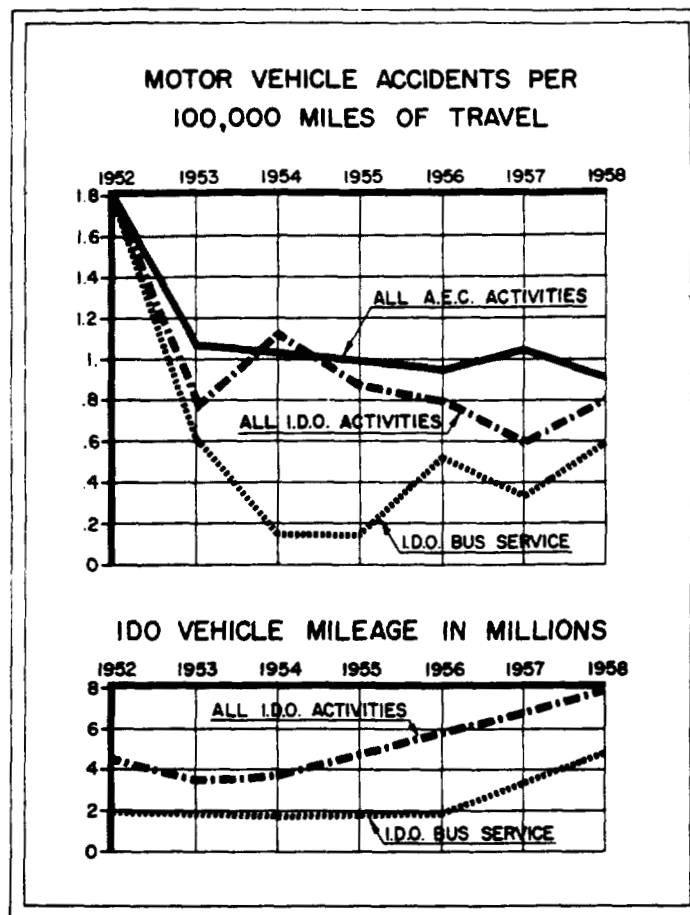 MOTOR VEHICLE ACCIDENTS PER
100,000 MILES OF TRAVEL
1952 1953 1954 1955 1956 1957 1958
1.8
1.6
1.4
1.2
1.
.8
.6
.4
.2
0
ALL A.E.C. ACTIVITIES
ALL I.D.O. ACTIVITIES
I.D.O. BUS SERVICE
IDO VEHICLE MILEAGE IN MILLIONS
1952 1953 1954 1955 1956 1957 1958
8
6
4
2
0
ALL I.D.O. ACTIVITIES
I.D.O. BUS SERVICE